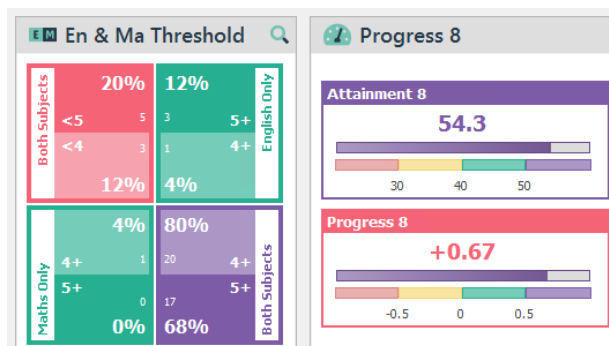 E M En & Ma Threshold
Progress 8
Both Subjects
20%
<5 5
<4 3
12%
12%
3 5+
1 4+
4%
English Only
Maths Only
4%
4+ 1
5+ 0
0%
80%
20 4+
17 5+
68%
Both Subjects
Attainment 8
54.3
30 40 50
Progress 8
+0.67
-0.5 0 0.5